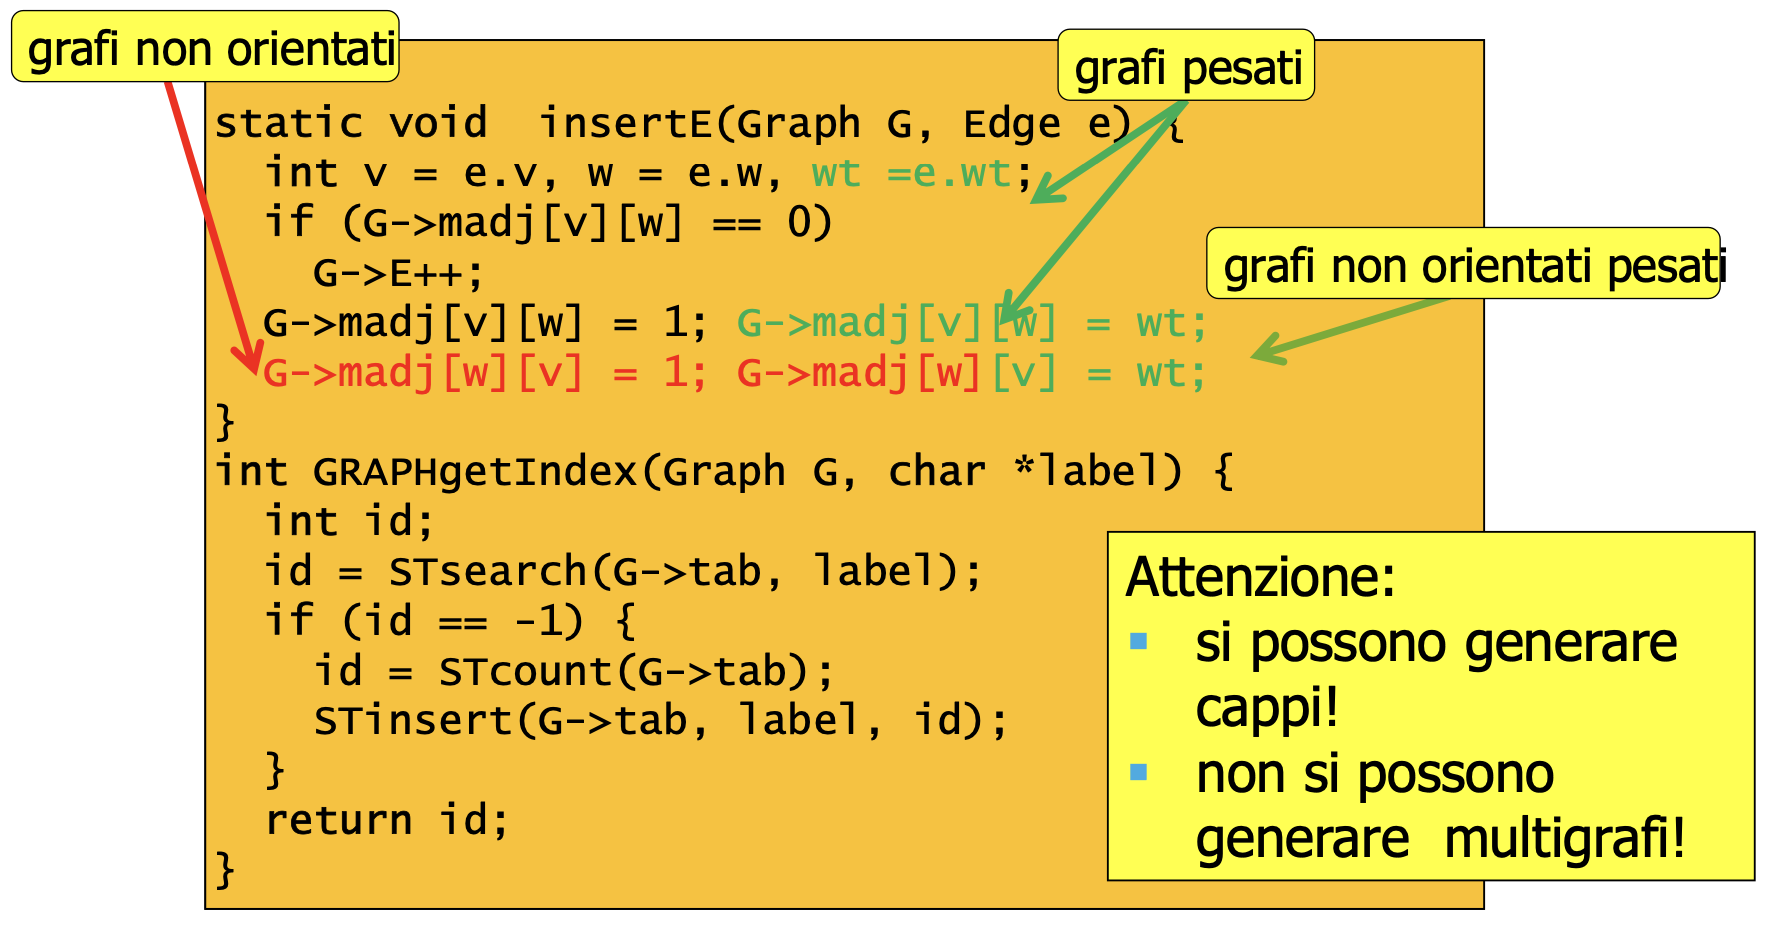 grafi non orientati
grafi pesati
static void  insertE(Graph G, Edge e) {
  int v = e.v, w = e.w, wt =e.wt;
  if (G->madj[v][w] == 0)
    G->E++;
grafi non orientati pesati
  G->madj[v][w] = 1; G->madj[v][w] = wt;
  G->madj[w][v] = 1; G->madj[w][v] = wt;
}
int GRAPHgetIndex(Graph G, char *label) {
  int id;
  id = STsearch(G->tab, label);
  if (id == -1) {
    id = STcount(G->tab);
    STinsert(G->tab, label, id);
  }
  return id;
}
Attenzione:
▪ si possono generare
cappi!
▪ non si possono
generare  multigrafi!